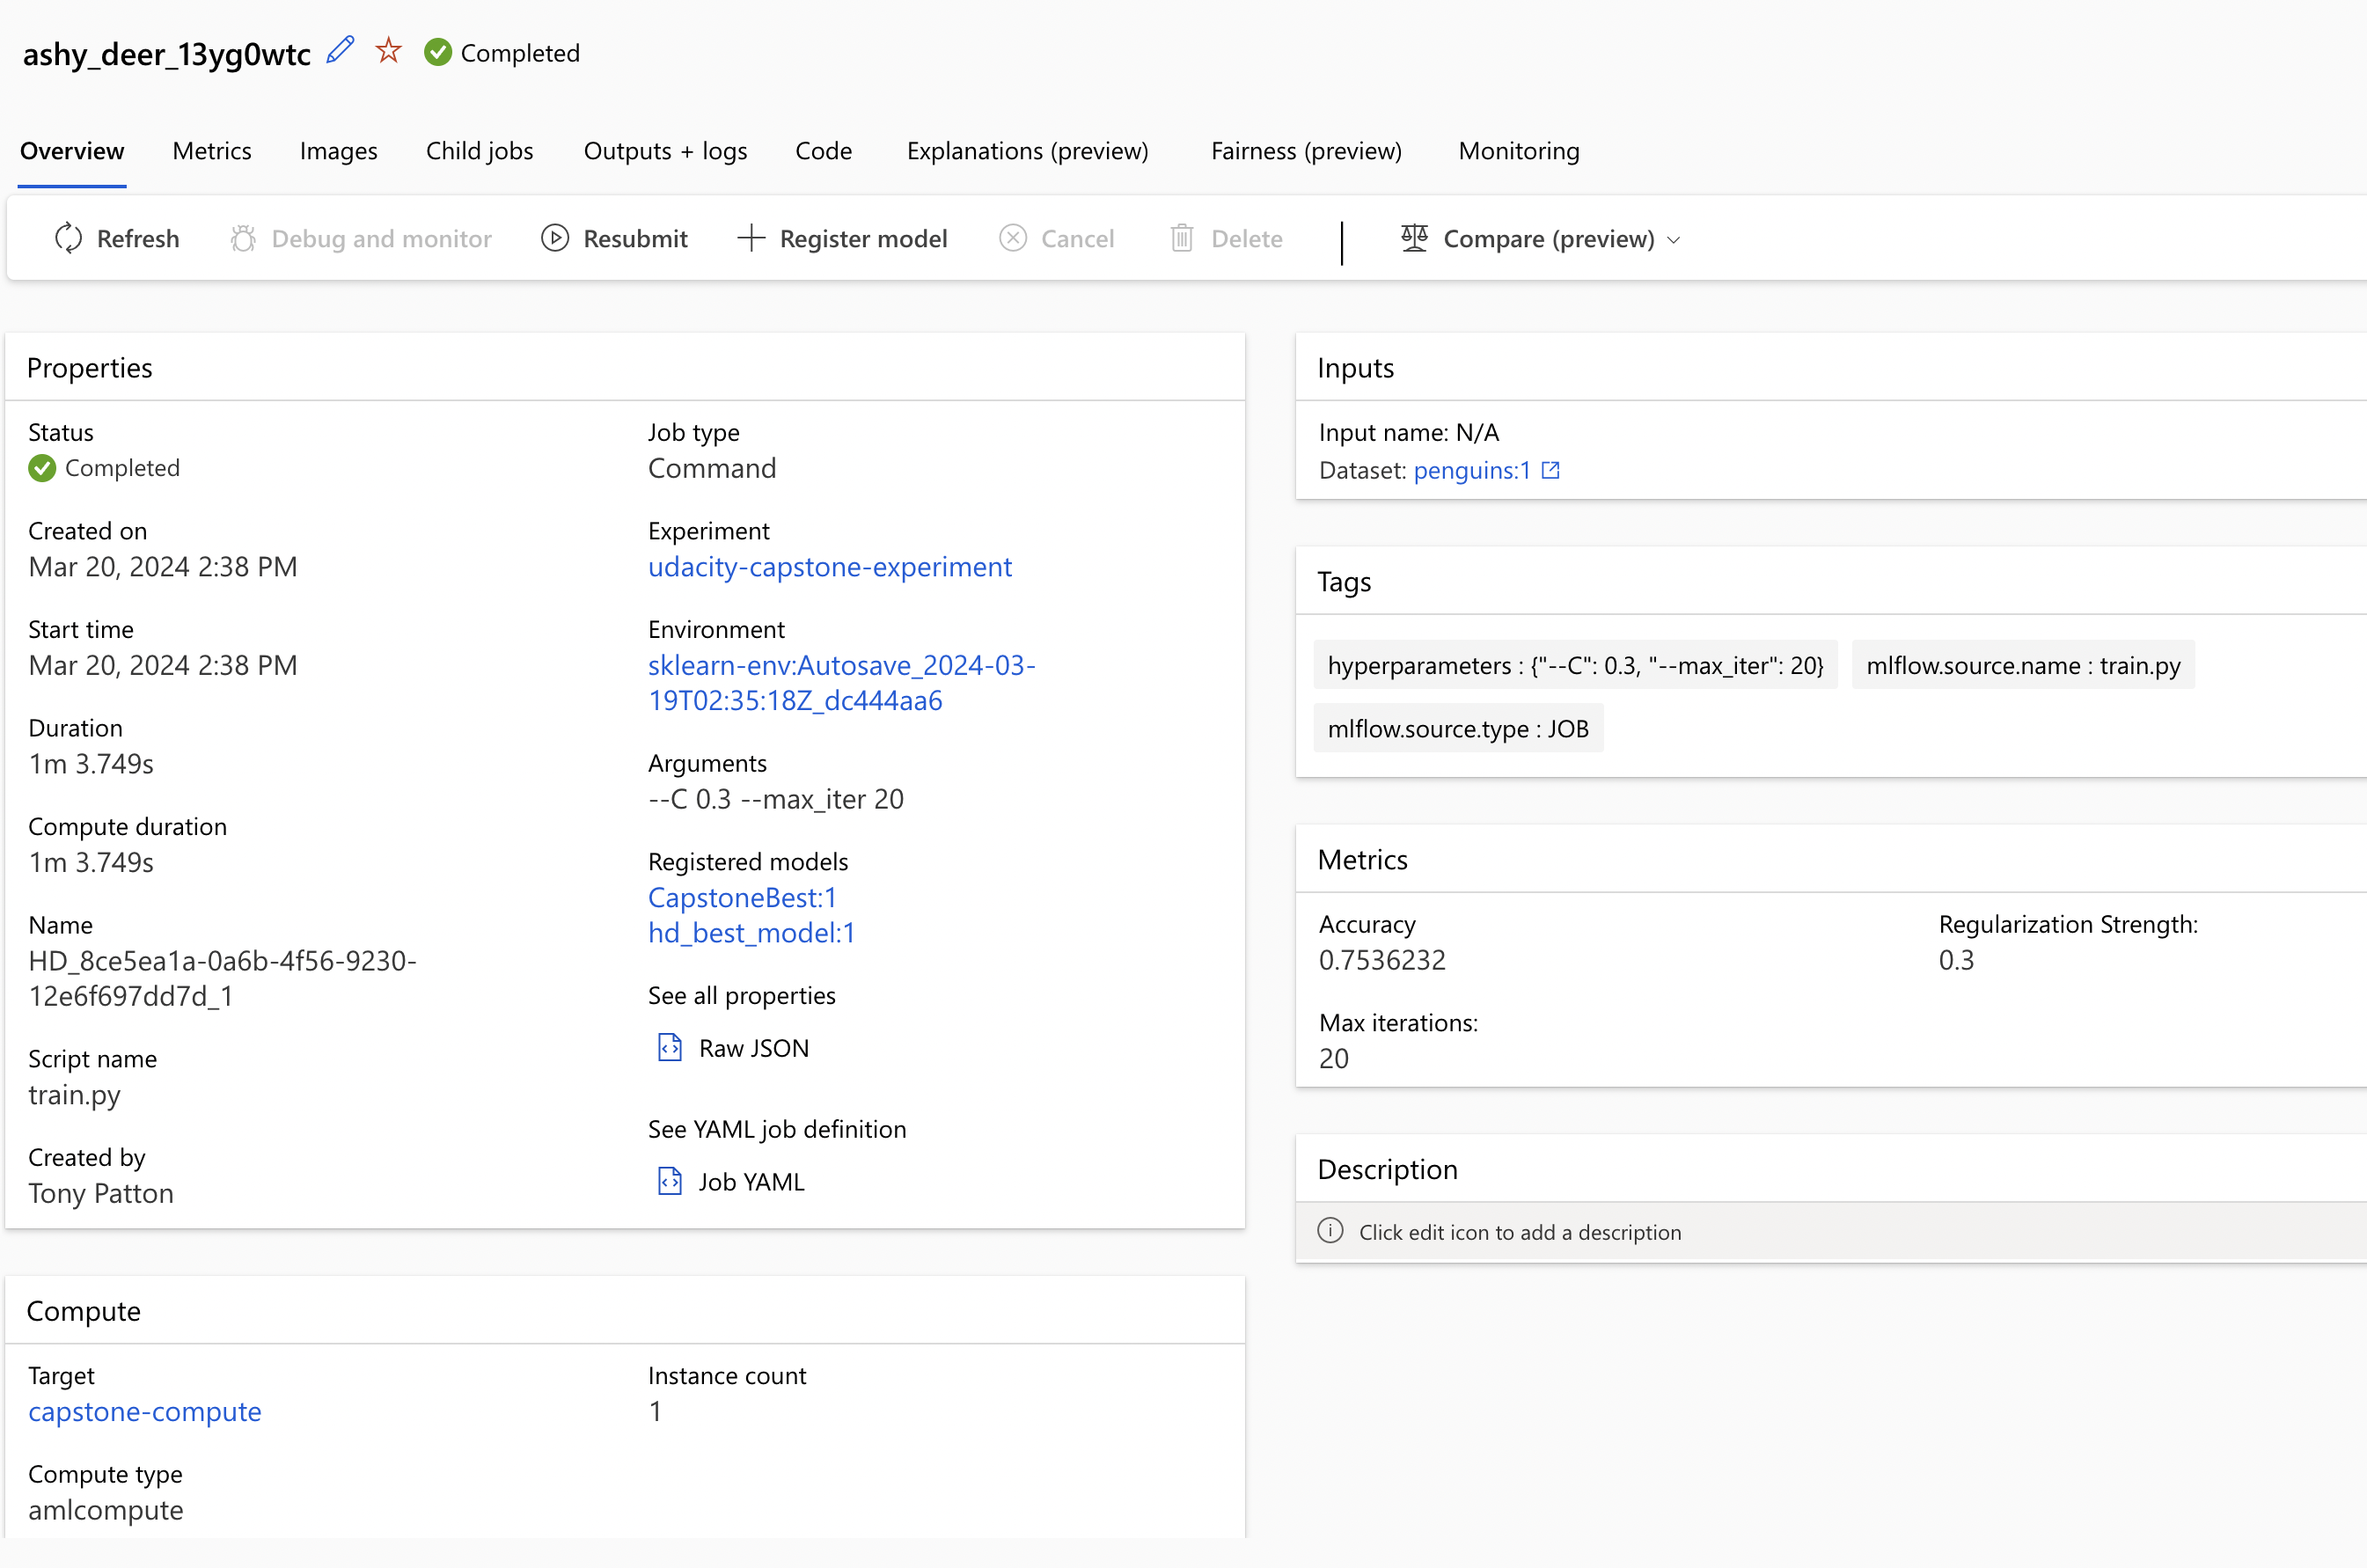 ashy_deer_13yg0wtc Completed
Overview Metrics Images Child jobs Outputs + logs Code Explanations (preview) Fairness (preview) Monitoring
Refresh Debug and monitor Resubmit Register model Cancel Delete Compare (preview)
Properties
Status
Completed
Created on
Mar 20, 2024 2:38 PM
Start time
Mar 20, 2024 2:38 PM
Duration
1m 3.749s
Compute duration
1m 3.749s
Name
HD_8ce5ea1a-0a6b-4f56-9230-
12e6f697dd7d_1
Script name
train.py
Created by
Tony Patton
Job type
Command
Experiment
udacity-capstone-experiment
Environment
sklearn-env:Autosave_2024-03-
19T02:35:18Z_dc444aa6
Arguments
--C 0.3 --max_iter 20
Registered models
CapstoneBest:1
hd_best_model:1
See all properties
Raw JSON
See YAML job definition
Job YAML
Compute
Target
capstone-compute
Compute type
amlcompute
Instance count
1
Inputs
Input name: N/A
Dataset: penguins:1
Tags
hyperparameters : {"--C": 0.3, "--max_iter": 20} mlflow.source.name : train.py
mlflow.source.type : JOB
Metrics
Accuracy
0.7536232
Regularization Strength:
0.3
Max iterations:
20
Description
Click edit icon to add a description